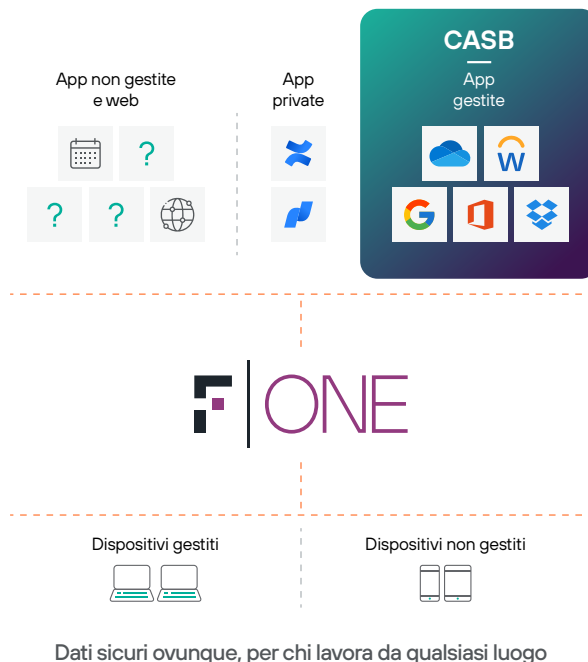 App non gestite
e web
App
private
CASB
App
gestite
?
W
? ?
G
F|ONE
Dispositivi gestiti
Dispositivi non gestiti
Dati sicuri ovunque, per chi lavora da qualsiasi luogo